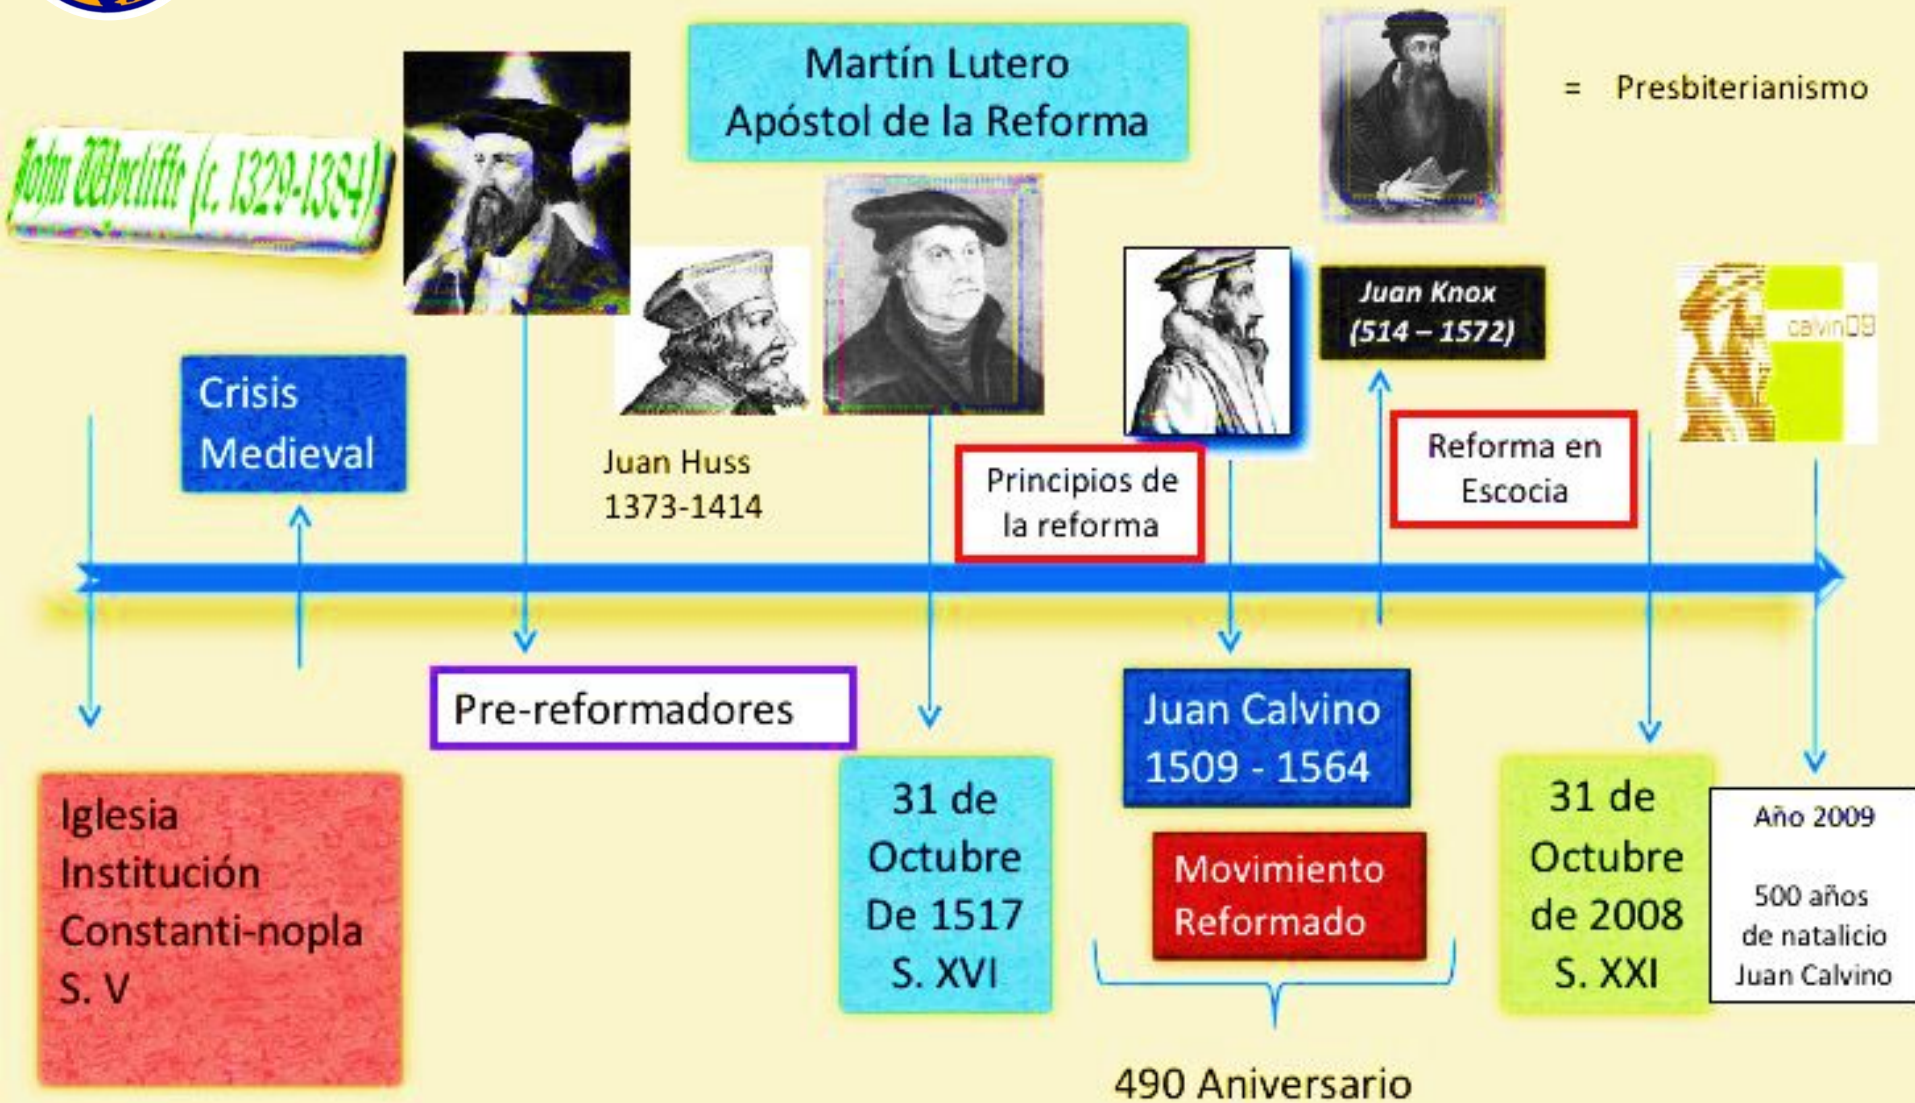 Martín Lutero
Apóstol de la Reforma
= Presbiterianismo
John Wycliffe (c. 1329-1384)
Juan Knox
(514 – 1572)
calvin09
Crisis
Medieval
Juan Huss
1373-1414
Principios de
la reforma
Reforma en
Escocia
Pre-reformadores
Iglesia
Institución
Constanti-nopla
S. V
31 de
Octubre
De 1517
S. XVI
Juan Calvino
1509 - 1564
Movimiento
Reformado
31 de
Octubre
de 2008
S. XXI
Año 2009
500 años
de natalicio
Juan Calvino
490 Aniversario